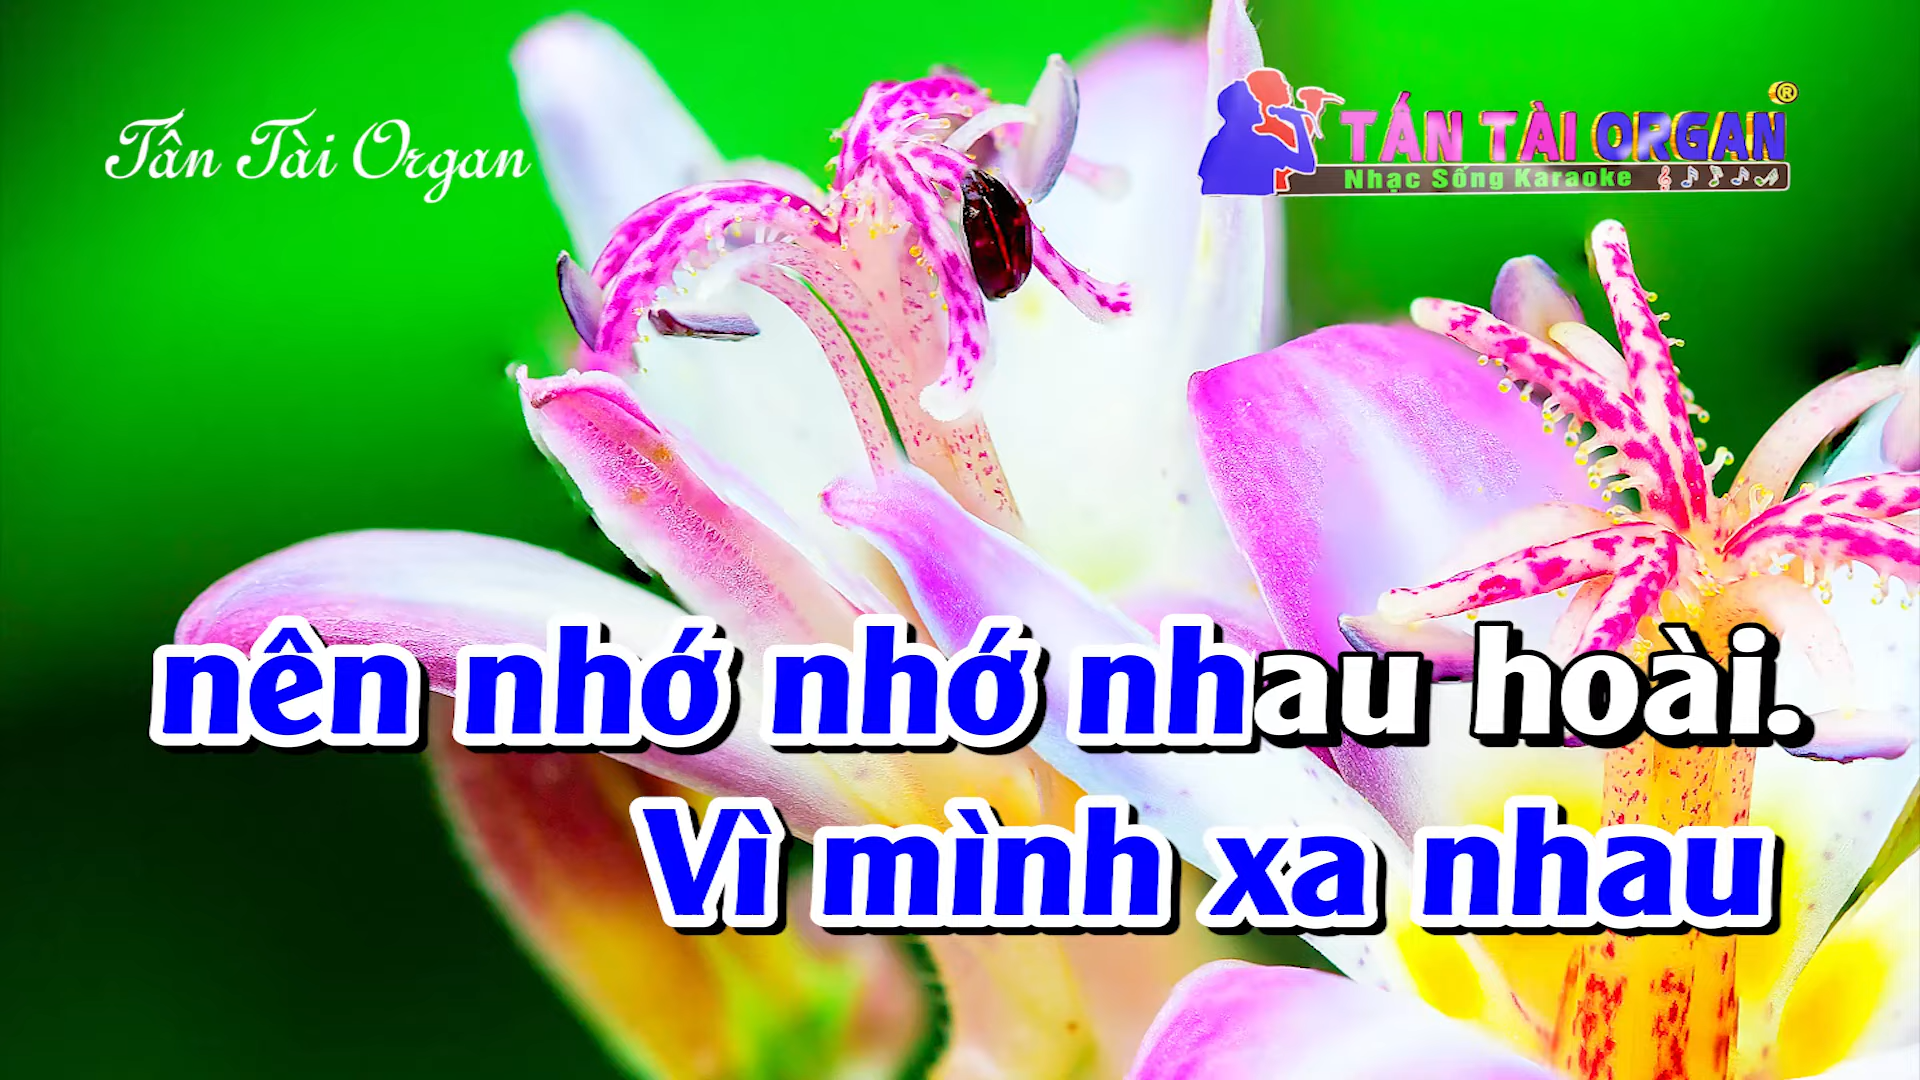 Tấn Tài Organ
TẤN TÀI ORGAN ®
Nhạc Sống Karaoke
nên nhớ nhớ nhau hoài.
Vì mình xa nhau